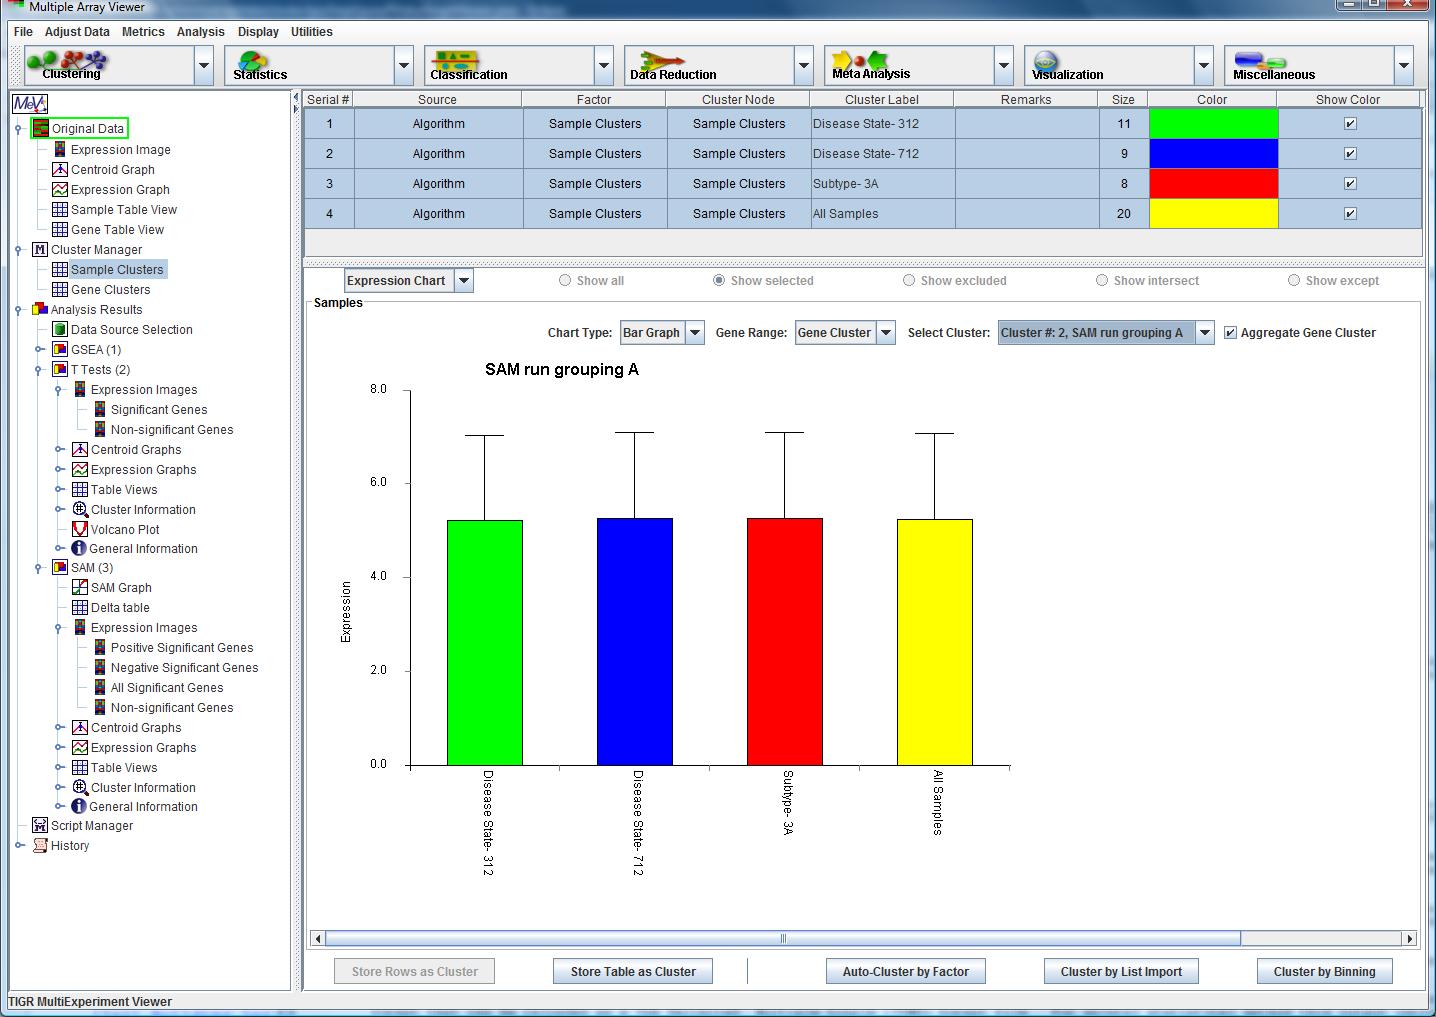 Multiple Array Viewer
File Adjust Data Metrics Analysis Display Utilities
Clustering Statistics Classification Data Reduction Meta Analysis Visualization Miscellaneous
MeV
Original Data
Expression Image
Centroid Graph
Expression Graph
Sample Table View
Gene Table View
Cluster Manager
Sample Clusters
Gene Clusters
Analysis Results
Data Source Selection
GSEA (1)
T Tests (2)
Expression Images
Significant Genes
Non-significant Genes
Centroid Graphs
Expression Graphs
Table Views
Cluster Information
Volcano Plot
General Information
SAM (3)
SAM Graph
Delta table
Expression Images
Positive Significant Genes
Negative Significant Genes
All Significant Genes
Non-significant Genes
Centroid Graphs
Expression Graphs
Table Views
Cluster Information
General Information
Script Manager
History
Serial # Source Factor Cluster Node Cluster Label Remarks Size Color Show Color
1 Algorithm Sample Clusters Sample Clusters Disease State- 312 11
2 Algorithm Sample Clusters Sample Clusters Disease State- 712 9
3 Algorithm Sample Clusters Sample Clusters Subtype- 3A 8
4 Algorithm Sample Clusters Sample Clusters All Samples 20
Expression Chart Show all Show selected Show excluded Show intersect Show except
Samples
Chart Type: Bar Graph Gene Range: Gene Cluster Select Cluster: Cluster #: 2, SAM run grouping A Aggregate Gene Cluster
SAM run grouping A
8.0
6.0
4.0
2.0
0.0
Expression
Disease State- 312
Disease State- 712
Subtype- 3A
All Samples
Store Rows as Cluster Store Table as Cluster Auto-Cluster by Factor Cluster by List Import Cluster by Binning
TIGR MultiExperiment Viewer